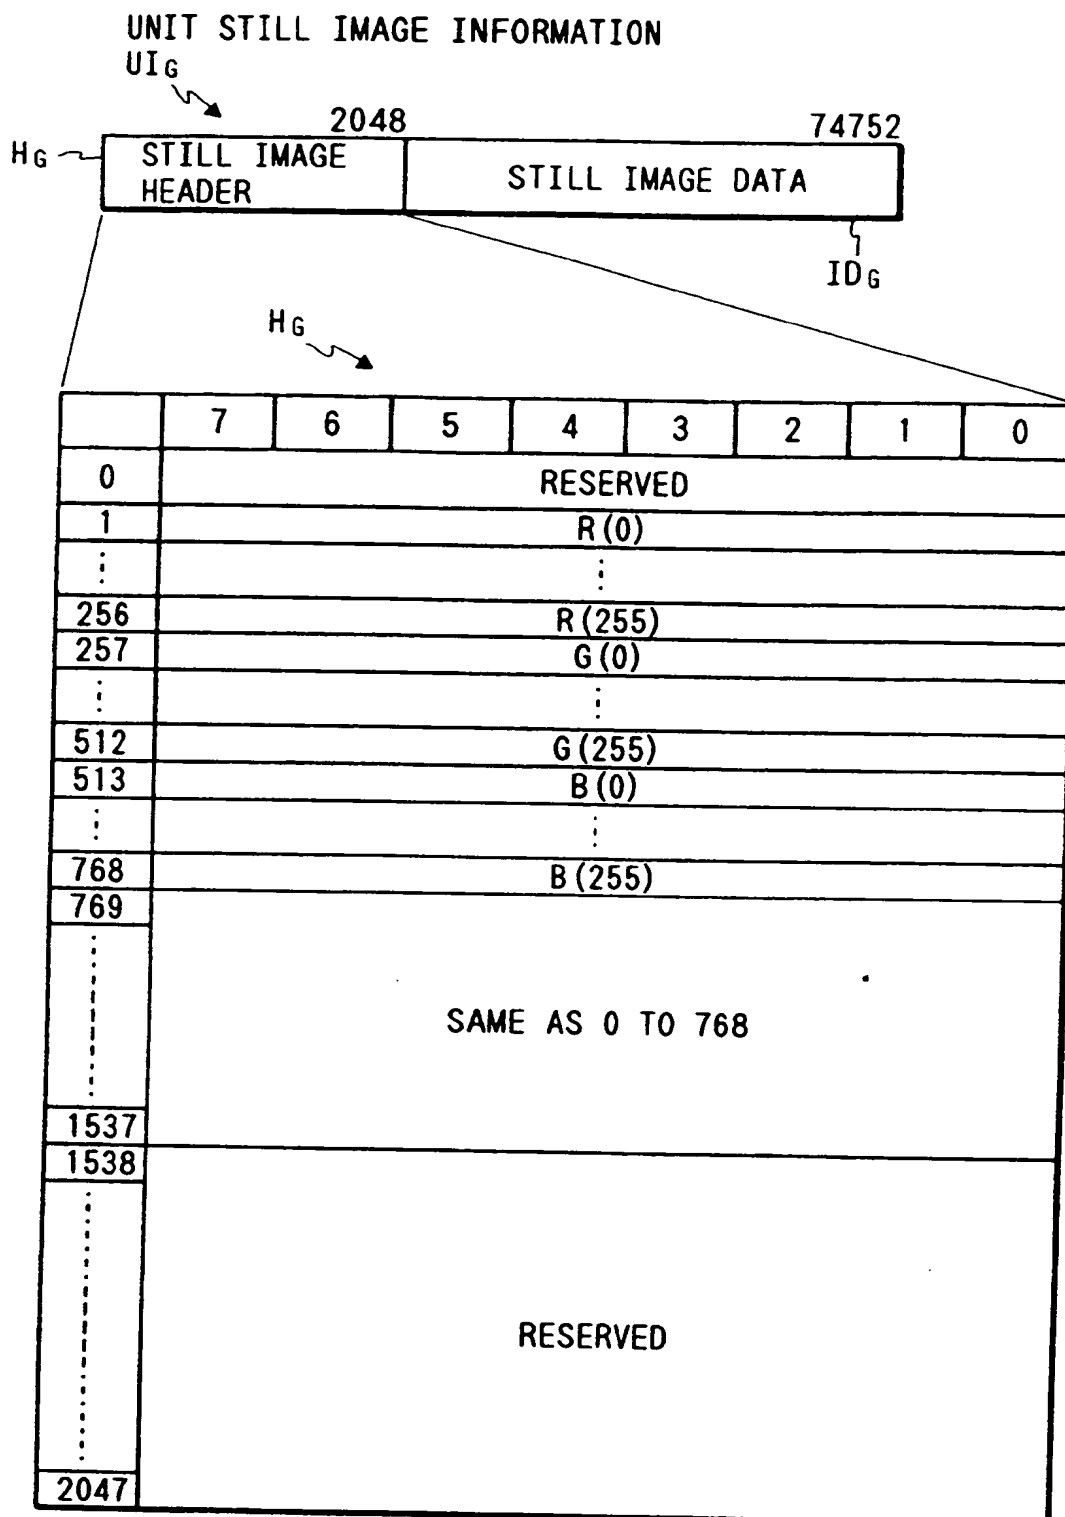 UNIT STILL IMAGE INFORMATION
UIG
2048
74752
HG
STILL IMAGE
HEADER
STILL IMAGE DATA
IDG
HG
7 6 5 4 3 2 1 0
0 RESERVED
1 R(0)
256 R(255)
257 G(0)
512 G(255)
513 B(0)
768 B(255)
769
SAME AS 0 TO 768
1537
1538
RESERVED
2047